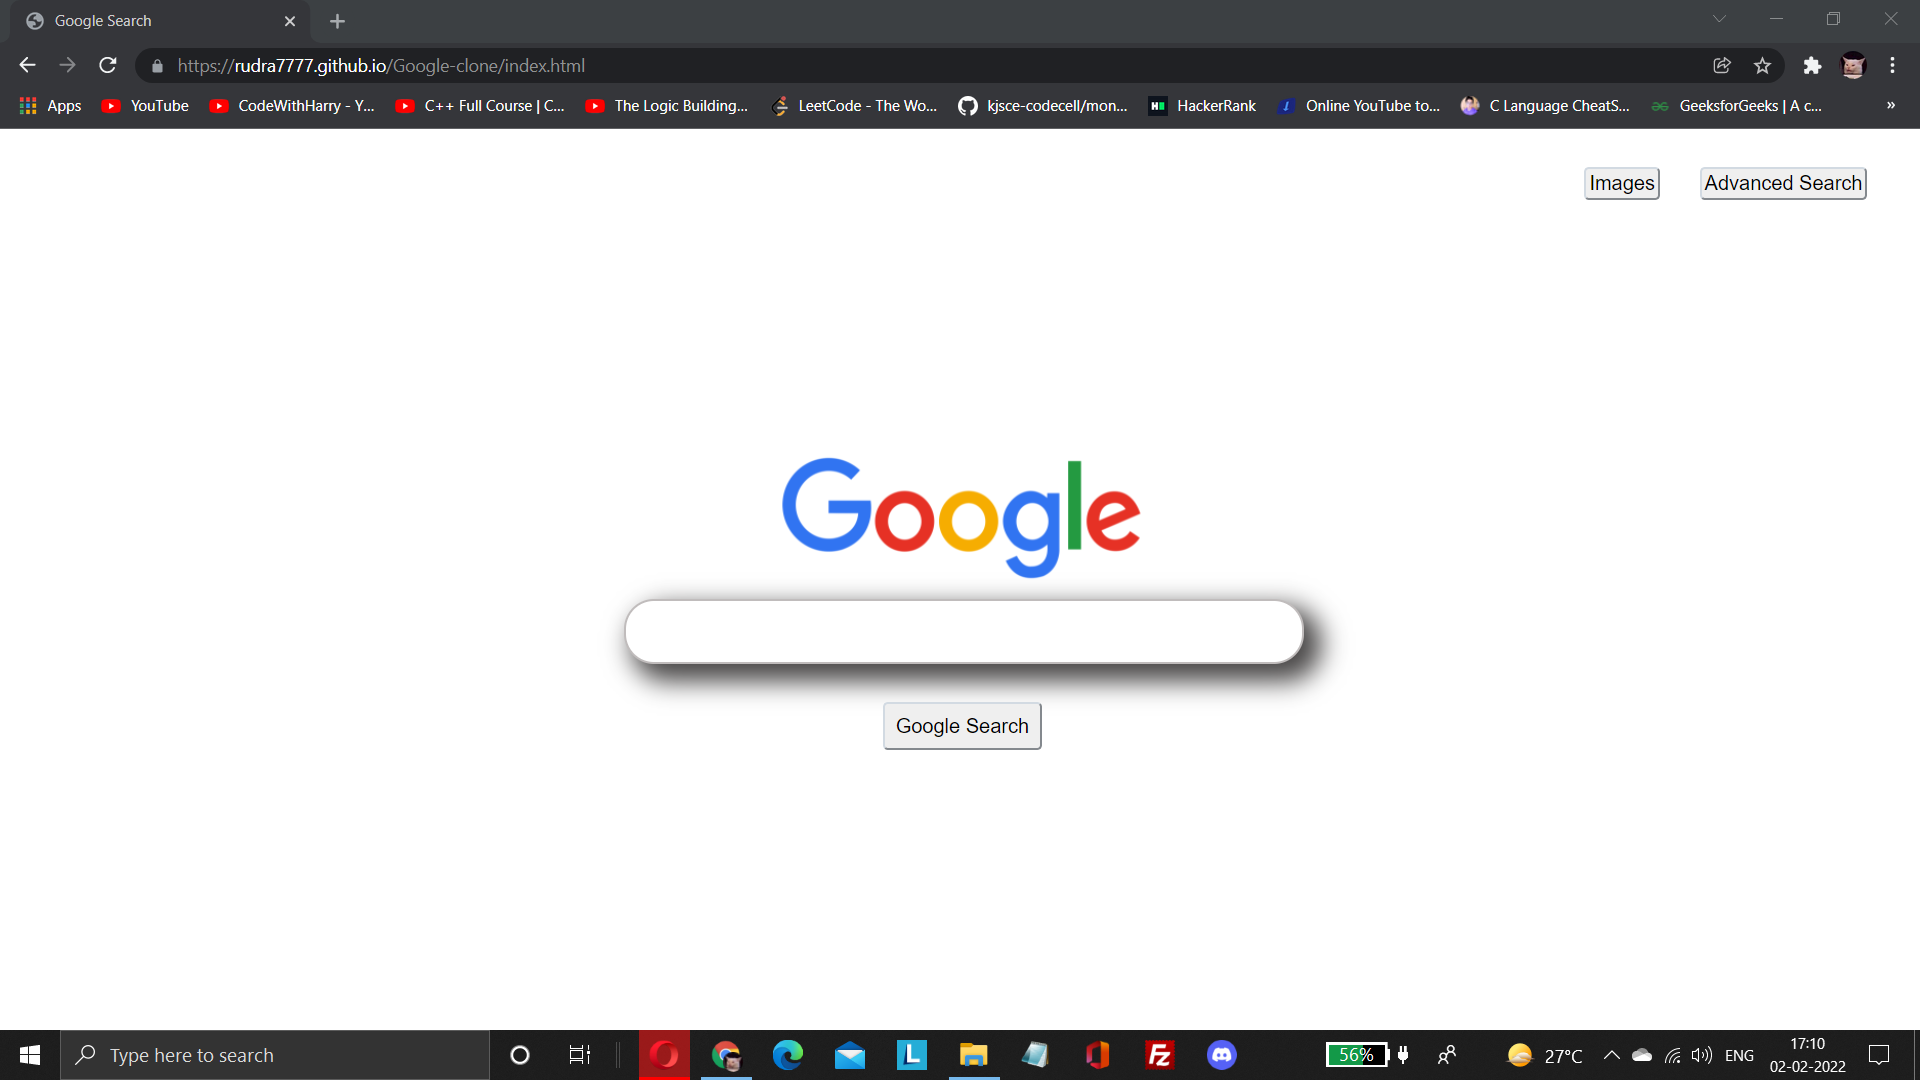 Google Search
https://rudra7777.github.io/Google-clone/index.html
Apps YouTube CodeWithHarry - Y... C++ Full Course | C... The Logic Building... LeetCode - The Wo... kjsce-codecell/mon... HackerRank Online YouTube to... C Language CheatS... GeeksforGeeks | A c... »
Images Advanced Search
Google
Google Search
Type here to search
L
Fz
56%
27°C
ENG
17:10
02-02-2022